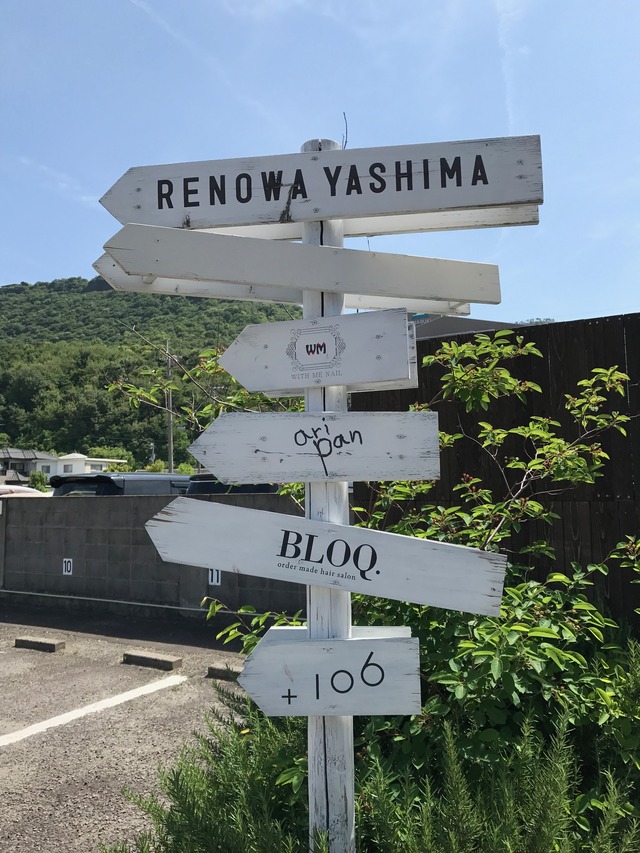 RENOWA YASHIMA
WM
WITH ME NAIL
ari
pan
BLOQ.
order made hair salon
10
11
+106